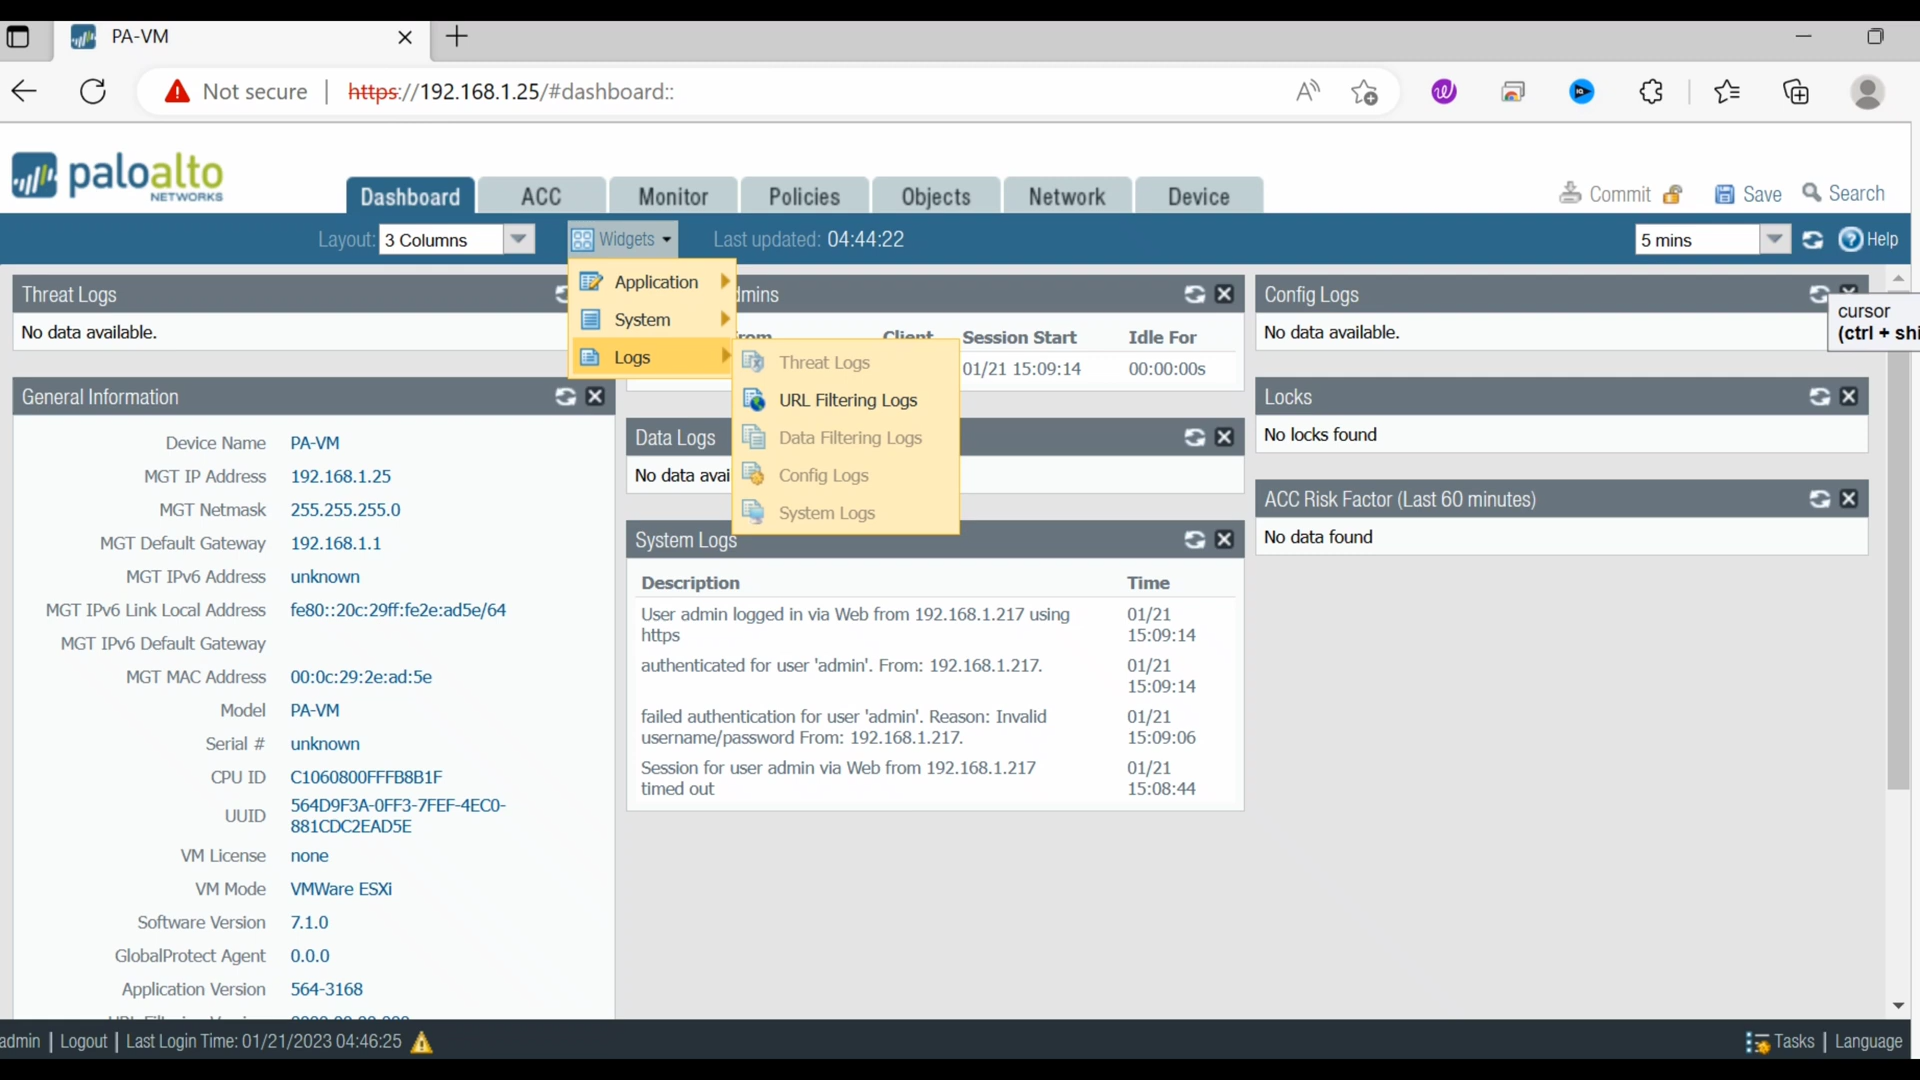 PA-VM
Not secure | https://192.168.1.25/#dashboard::
paloalto
NETWORKS
Dashboard ACC Monitor Policies Objects Network Device
Commit Save Search
Layout: 3 Columns Widgets Last updated: 04:44:22 5 mins Help
Application
System
Logs
Threat Logs
URL Filtering Logs
Data Filtering Logs
Config Logs
System Logs
Threat Logs
No data available.
General Information
Device Name PA-VM
MGT IP Address 192.168.1.25
MGT Netmask 255.255.255.0
MGT Default Gateway 192.168.1.1
MGT IPv6 Address unknown
MGT IPv6 Link Local Address fe80::20c:29ff:fe2e:ad5e/64
MGT IPv6 Default Gateway
MGT MAC Address 00:0c:29:2e:ad:5e
Model PA-VM
Serial # unknown
CPU ID C1060800FFFB8B1F
UUID 564D9F3A-0FF3-7FEF-4EC0-
881CDC2EAD5E
VM License none
VM Mode VMWare ESXi
Software Version 7.1.0
GlobalProtect Agent 0.0.0
Application Version 564-3168
dmins
Client Session Start Idle For
01/21 15:09:14 00:00:00s
Data Logs
No data avai
System Logs
Description Time
User admin logged in via Web from 192.168.1.217 using
https
01/21
15:09:14
authenticated for user 'admin'. From: 192.168.1.217.
01/21
15:09:14
failed authentication for user 'admin'. Reason: Invalid
username/password From: 192.168.1.217.
01/21
15:09:06
Session for user admin via Web from 192.168.1.217
timed out
01/21
15:08:44
Config Logs
No data available.
cursor
(ctrl + shi
Locks
No locks found
ACC Risk Factor (Last 60 minutes)
No data found
admin | Logout | Last Login Time: 01/21/2023 04:46:25
Tasks | Language